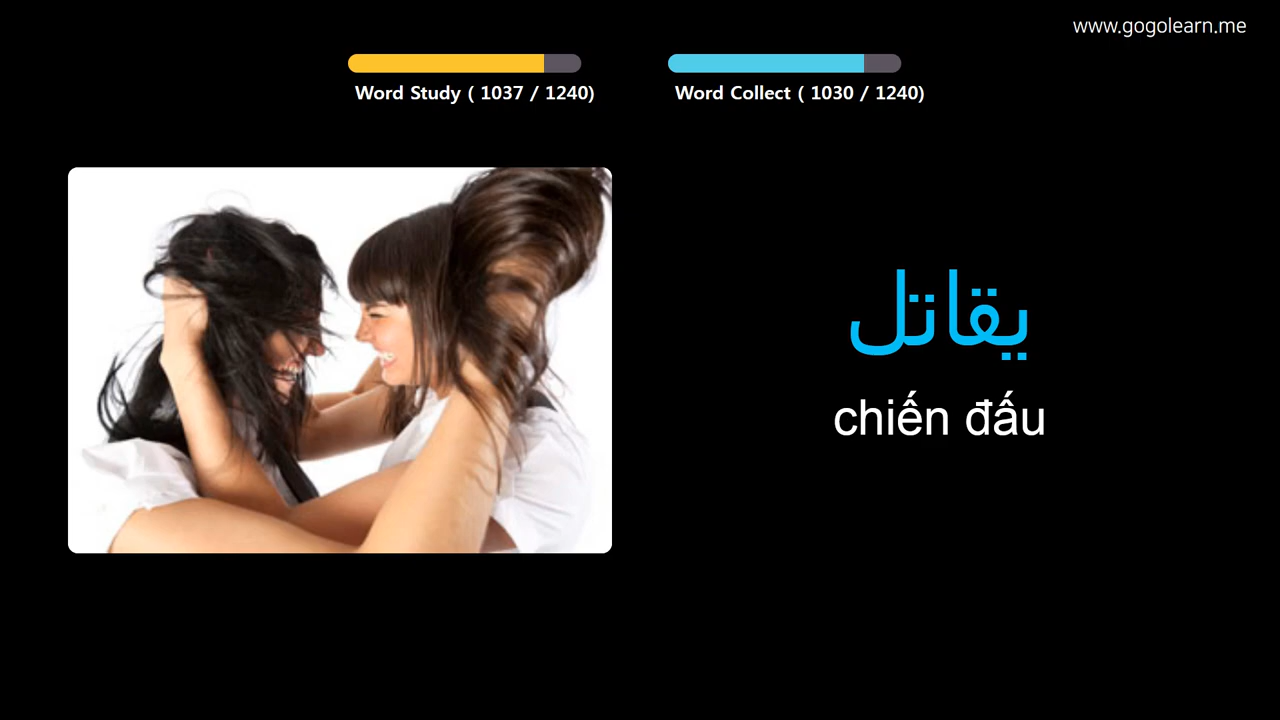 www.gogolearn.me
Word Study ( 1037 / 1240)
Word Collect ( 1030 / 1240)
يقاتل
chiến đấu